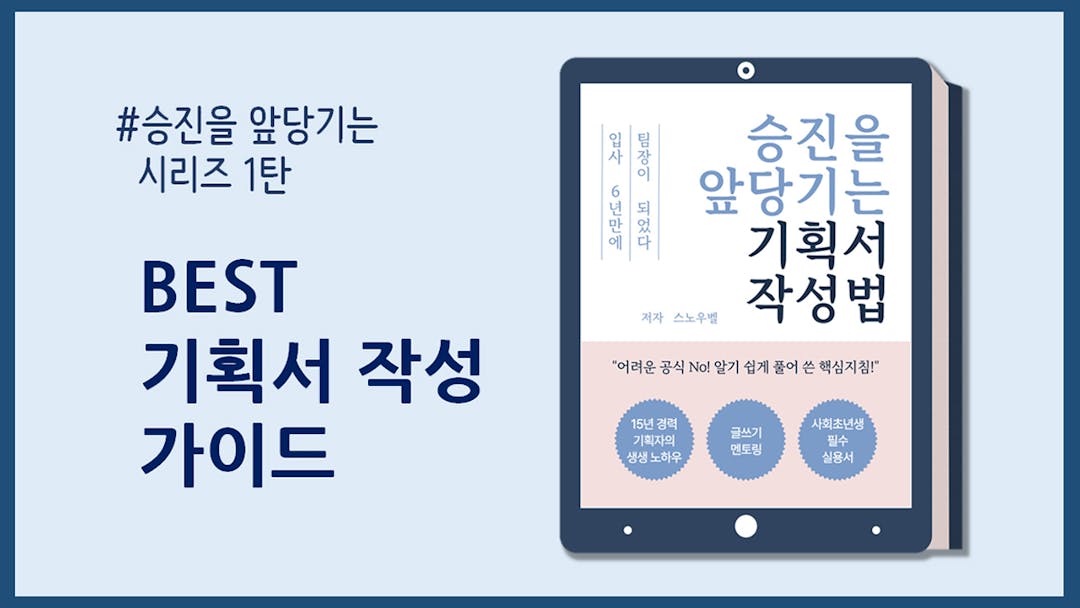 #승진을 앞당기는
시리즈 1탄
BEST
기획서 작성
가이드
입사 6년만에
팀장이 되었다
승진을
앞당기는
기획서
작성법
저자 스노우벨
“어려운 공식 No! 알기 쉽게 풀어 쓴 핵심지침!”
15년 경력
기획자의
생생 노하우
글쓰기
멘토링
사회초년생
필수
실용서